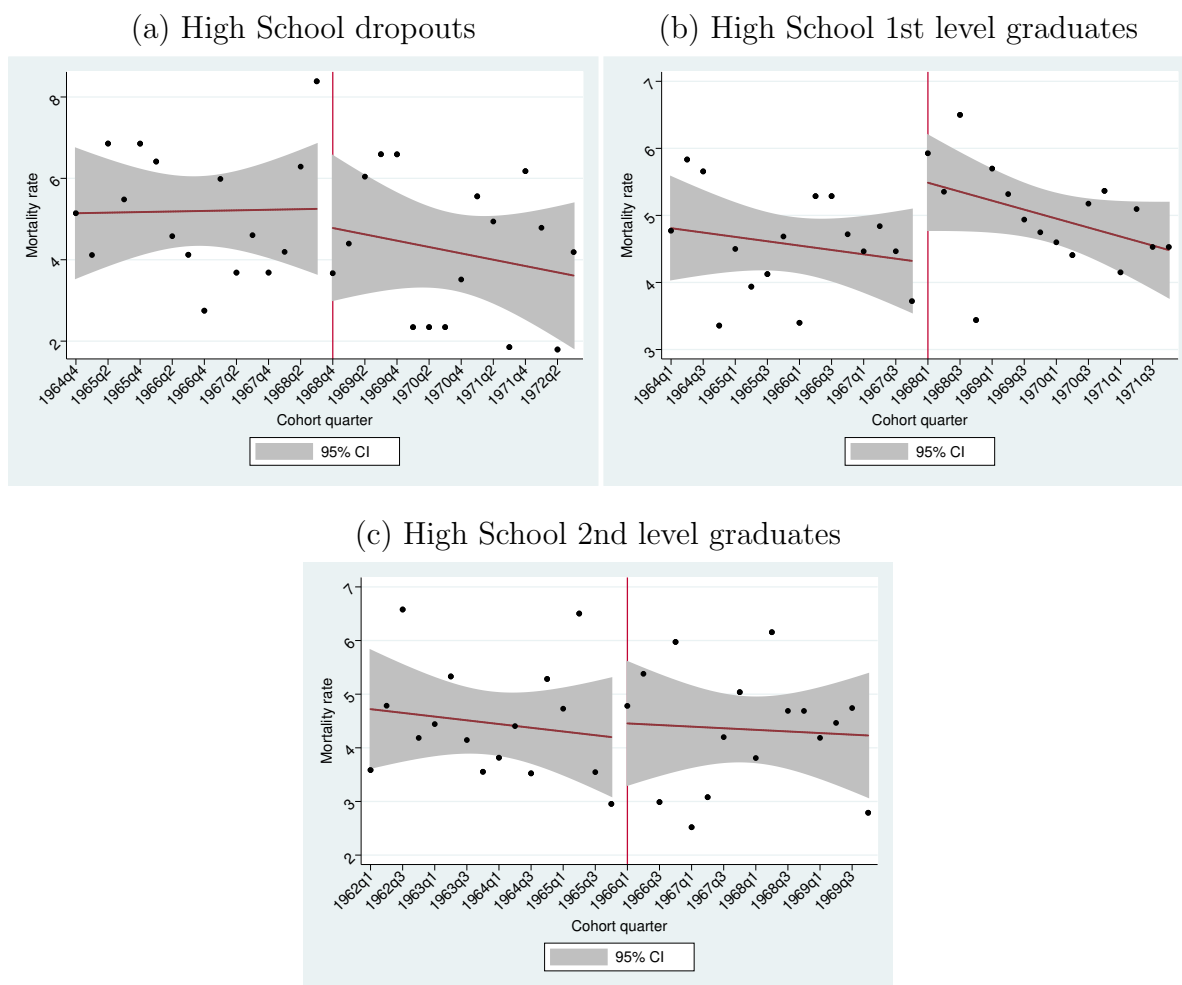 (a) High School dropouts
Mortality rate
8
6
4
2
1964q4 1965q2 1965q4 1966q2 1966q4 1967q2 1967q4 1968q2 1968q4 1969q2 1969q4 1970q2 1970q4 1971q2 1971q4 1972q2
Cohort quarter
95% CI
(b) High School 1st level graduates
Mortality rate
7
6
5
4
3
1964q1 1964q3 1965q1 1965q3 1966q1 1966q3 1967q1 1967q3 1968q1 1968q3 1969q1 1969q3 1970q1 1970q3 1971q1 1971q3
Cohort quarter
95% CI
(c) High School 2nd level graduates
Mortality rate
7
6
5
4
3
2
1962q1 1962q3 1963q1 1963q3 1964q1 1964q3 1965q1 1965q3 1966q1 1966q3 1967q1 1967q3 1968q1 1968q3 1969q1 1969q3
Cohort quarter
95% CI